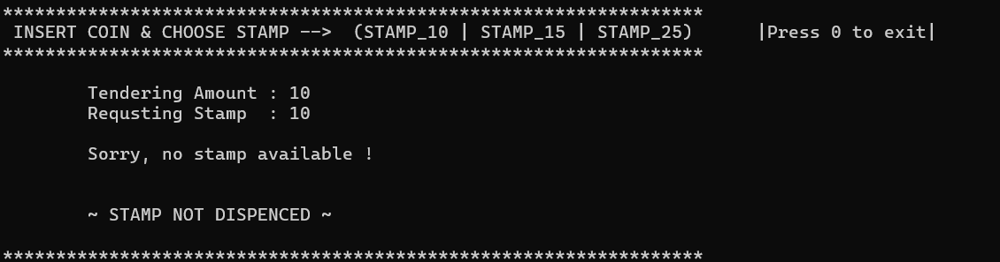 ******************************************************************
INSERT COIN & CHOOSE STAMP --> (STAMP_10 | STAMP_15 | STAMP_25) |Press 0 to exit|
******************************************************************
Tendering Amount : 10
Requsting Stamp : 10
Sorry, no stamp available !
~ STAMP NOT DISPENCED ~
******************************************************************